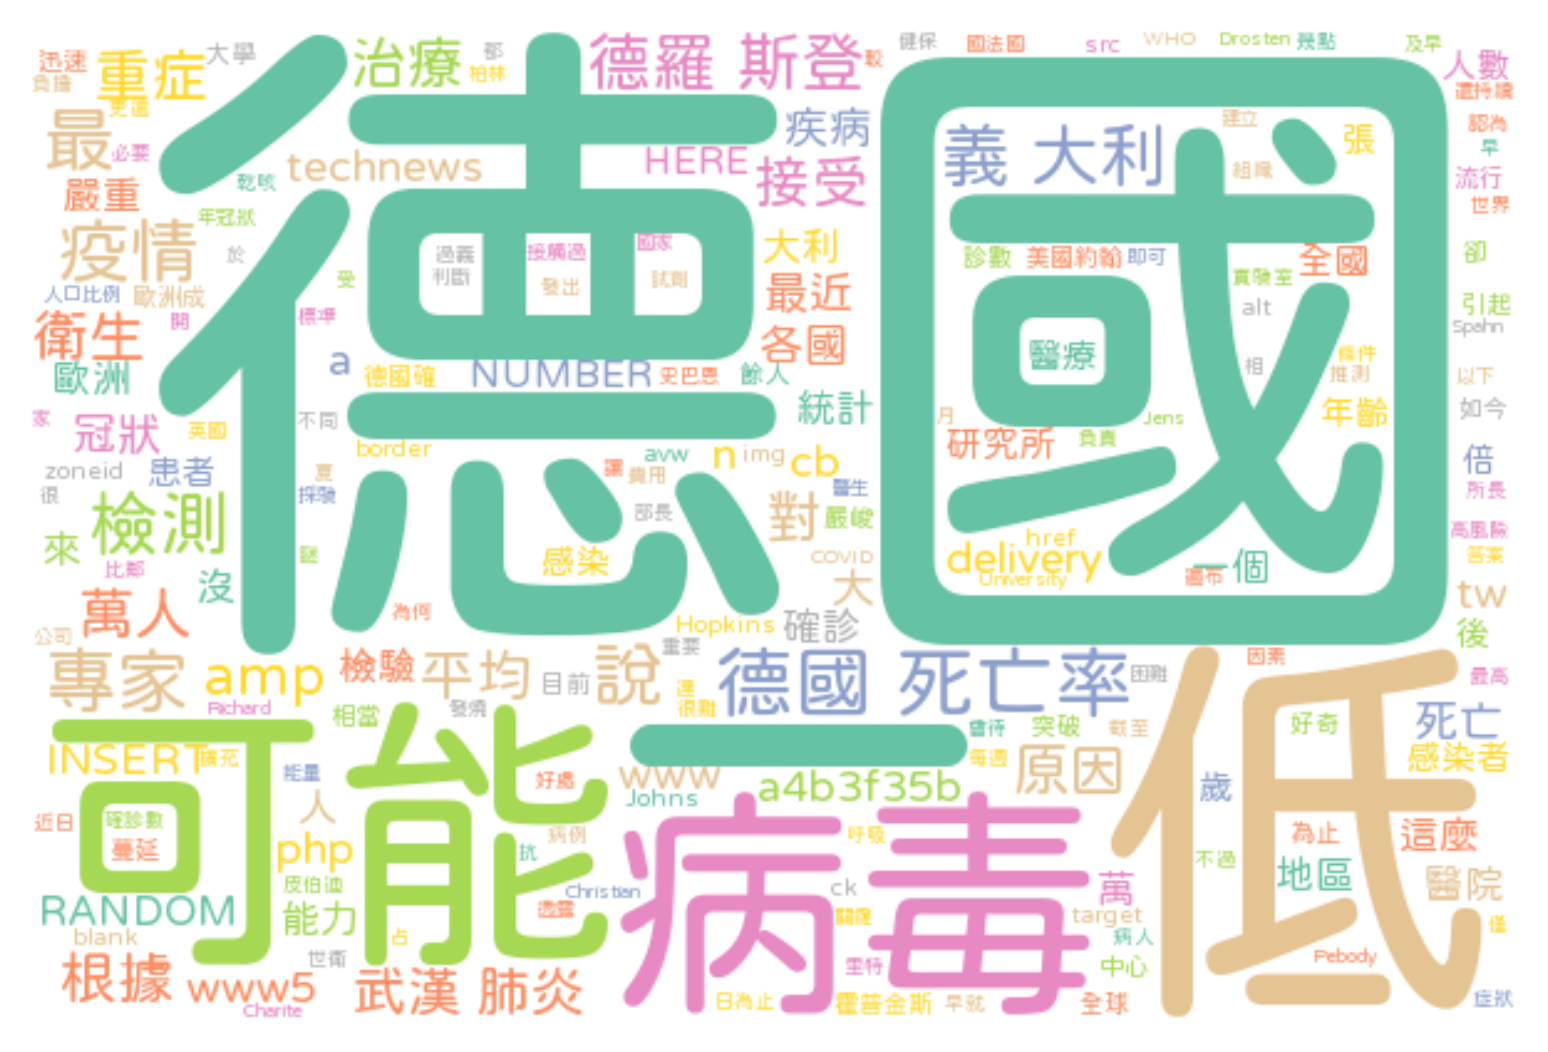 迅速 重症 大學 治療 部 柏林 德羅 斯登 較 健保 國法國 src WHO Drosten 幾點 及早 人數
負擔 更進 還持續
最 必要 乾咳 technews HERE 疾病 接受 義 大利 建立 組織 張 認為 早
嚴重 年冠狀 流行 世界
疫情 於 受 過義 判斷 接觸過 發出 國家 試劑 大利 診數 美國約翰 即可 實驗室 全國 卻
人口比例 歐洲成 開 標準 最近 alt 引起
衛生 各國 醫療 Spahn
歐洲 a 德國確 NUMBER 史巴恩 餘人 相 條件 推測 以下
德國
家 冠狀 英國 不同 border 統計 月 研究所 負責 Jens 年齡 如今
zoneid 患者 夏 avw n img cb 倍
很 採驗 讓 費用 醫生 所長
檢測 部長 對 嚴峻 高風險
來 謎 感染 COVID delivery href 一個 答案
比鄰 沒 大 University 遍布 tw
萬人 為何 Hopkins 確診 後
公司 重要 因素
專家 amp 檢驗 平均 目前 說 達 很難 德國 死亡率 困難 最高
Richard 相當 發燒 一 會待 突破 截至 低 好奇 死亡
可能
INSERT 擴充 能量 好處 www 每週 原因 感染者
人 Johns a4b3f35b 歲
近日 確診數 蔓延 php 病例 呼吸 為止 這麼
皮伯迪 抗 病毒 不過 地區 醫院
RANDOM 能力 Christian 透露 ck 關鍵 萬 target
blank 占 病人 僅
根據 世衛 里特 中心 Pebody
www5 武漢 肺炎 日為止 霍普金斯 早就 全球 症狀
Charite